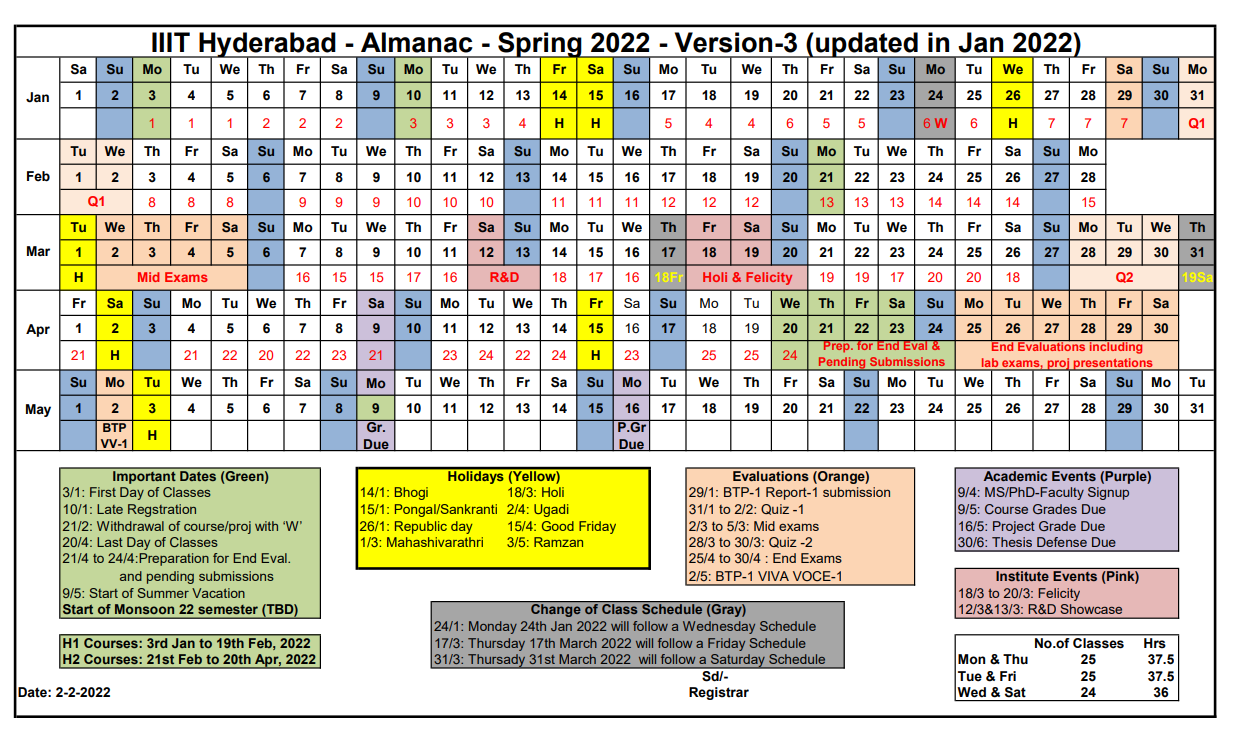 IIIT Hyderabad - Almanac - Spring 2022 - Version-3 (updated in Jan 2022)
Sa Su Mo Tu We Th Fr Sa Su Mo Tu We Th Fr Sa Su Mo Tu We Th Fr Sa Su Mo Tu We Th Fr Sa Su Mo
Jan 1 2 3 4 5 6 7 8 9 10 11 12 13 14 15 16 17 18 19 20 21 22 23 24 25 26 27 28 29 30 31
1 1 1 2 2 2 3 3 3 4 H H 5 4 4 6 5 5 6 W 6 H 7 7 7 Q1
Tu We Th Fr Sa Su Mo Tu We Th Fr Sa Su Mo Tu We Th Fr Sa Su Mo Tu We Th Fr Sa Su Mo
Feb 1 2 3 4 5 6 7 8 9 10 11 12 13 14 15 16 17 18 19 20 21 22 23 24 25 26 27 28
Q1 8 8 8 9 9 9 10 10 10 11 11 11 12 12 12 13 13 13 14 14 14 15
Tu We Th Fr Sa Su Mo Tu We Th Fr Sa Su Mo Tu We Th Fr Sa Su Mo Tu We Th Fr Sa Su Mo Tu We Th
Mar 1 2 3 4 5 6 7 8 9 10 11 12 13 14 15 16 17 18 19 20 21 22 23 24 25 26 27 28 29 30 31
H Mid Exams 16 15 15 17 16 R&D 18 17 16 18Fr Holi & Felicity 19 19 17 20 20 18 Q2 19Sa
Fr Sa Su Mo Tu We Th Fr Sa Su Mo Tu We Th Fr Sa Su Mo Tu We Th Fr Sa Su Mo Tu We Th Fr Sa
Apr 1 2 3 4 5 6 7 8 9 10 11 12 13 14 15 16 17 18 19 20 21 22 23 24 25 26 27 28 29 30
21 H 21 22 20 22 23 21 23 24 22 24 H 23 25 25 24
Prep. for End Eval &
Pending Submissions
End Evaluations including
lab exams, proj presentations
Su Mo Tu We Th Fr Sa Su Mo Tu We Th Fr Sa Su Mo Tu We Th Fr Sa Su Mo Tu We Th Fr Sa Su Mo Tu
May 1 2 3 4 5 6 7 8 9 10 11 12 13 14 15 16 17 18 19 20 21 22 23 24 25 26 27 28 29 30 31
BTP
VV-1
H
Gr.
Due
P.Gr
Due
Important Dates (Green)
3/1: First Day of Classes
10/1: Late Regstration
21/2: Withdrawal of course/proj with ‘W’
20/4: Last Day of Classes
21/4 to 24/4:Preparation for End Eval.
and pending submissions
9/5: Start of Summer Vacation
Start of Monsoon 22 semester (TBD)
H1 Courses: 3rd Jan to 19th Feb, 2022
H2 Courses: 21st Feb to 20th Apr, 2022
Date: 2-2-2022
Holidays (Yellow)
14/1: Bhogi 18/3: Holi
15/1: Pongal/Sankranti 2/4: Ugadi
26/1: Republic day 15/4: Good Friday
1/3: Mahashivarathri 3/5: Ramzan
Evaluations (Orange)
29/1: BTP-1 Report-1 submission
31/1 to 2/2: Quiz -1
2/3 to 5/3: Mid exams
28/3 to 30/3: Quiz -2
25/4 to 30/4 : End Exams
2/5: BTP-1 VIVA VOCE-1
Change of Class Schedule (Gray)
24/1: Monday 24th Jan 2022 will follow a Wednesday Schedule
17/3: Thursday 17th March 2022 will follow a Friday Schedule
31/3: Thursady 31st March 2022 will follow a Saturday Schedule
Sd/-
Registrar
Academic Events (Purple)
9/4: MS/PhD-Faculty Signup
9/5: Course Grades Due
16/5: Project Grade Due
30/6: Thesis Defense Due
Institute Events (Pink)
18/3 to 20/3: Felicity
12/3&13/3: R&D Showcase
No.of Classes Hrs
Mon & Thu 25 37.5
Tue & Fri 25 37.5
Wed & Sat 24 36